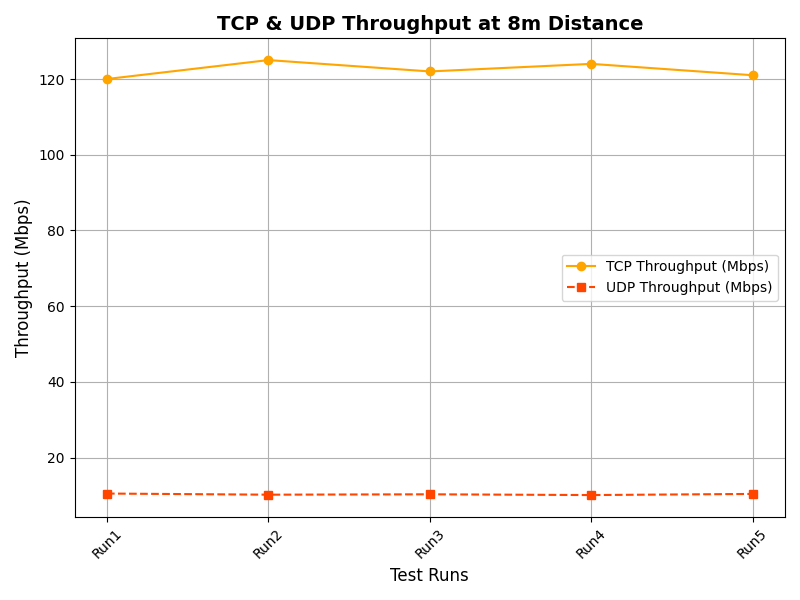 TCP & UDP Throughput at 8m Distance
Throughput (Mbps)
120
100
80
60
40
20
TCP Throughput (Mbps)
UDP Throughput (Mbps)
Run1
Run2
Run3
Run4
Run5
Test Runs